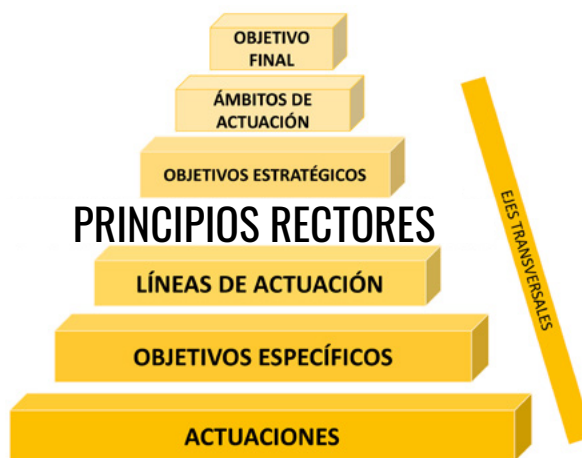 OBJETIVO
FINAL
ÁMBITOS DE
ACTUACIÓN
OBJETIVOS ESTRATÉGICOS
PRINCIPIOS RECTORES
LÍNEAS DE ACTUACIÓN
OBJETIVOS ESPECÍFICOS
ACTUACIONES
EJES TRANSVERSALES